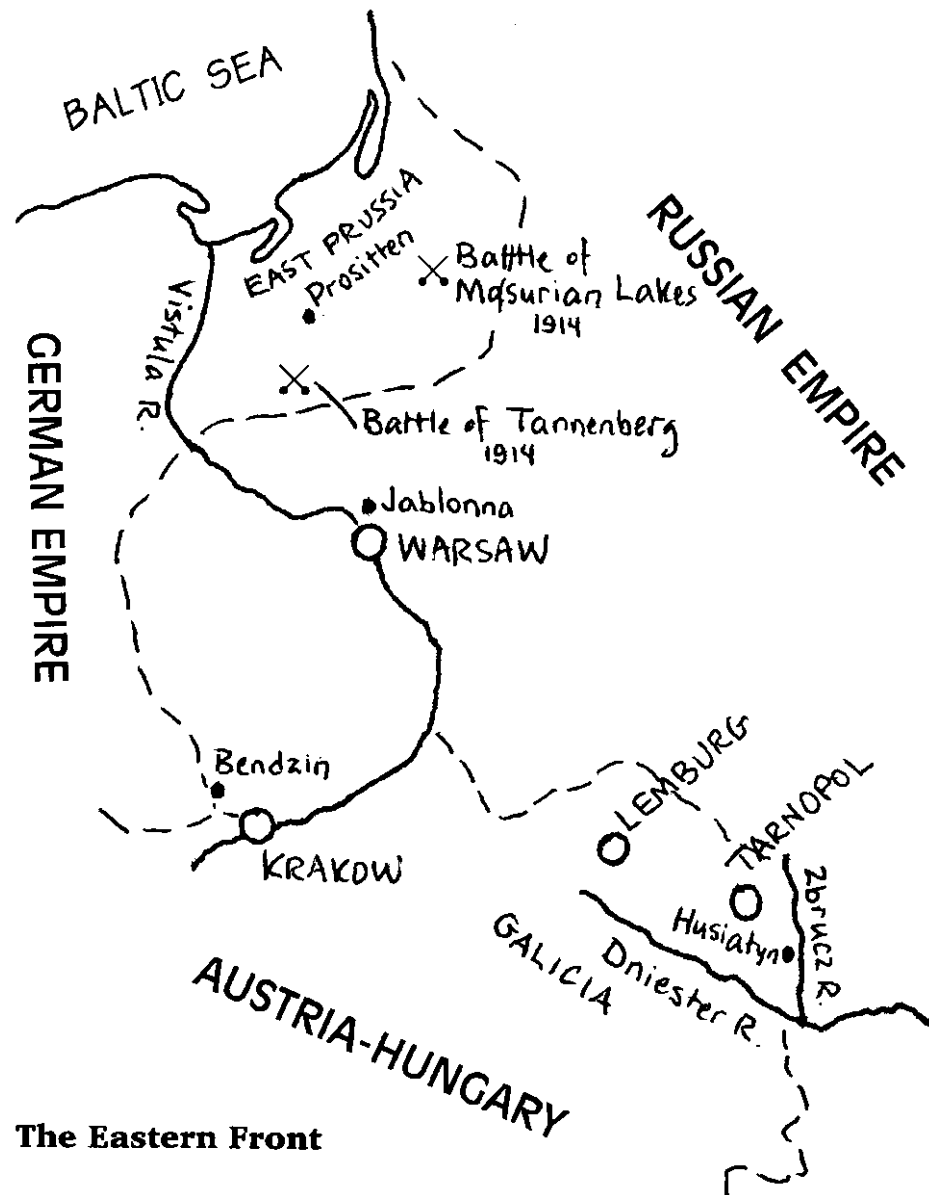 BALTIC SEA
EAST PRUSSIA
Prositten
Battle of
Masurian Lakes
1914
RUSSIAN EMPIRE
Vistula R.
GERMAN EMPIRE
Battle of Tannenberg
1914
Jablonna
WARSAW
Bendzin
KRAKOW
LEMBURG
TARNOPOL
Zbrucz R.
Husiatyn
GALICIA
Dniester R.
AUSTRIA-HUNGARY
The Eastern Front